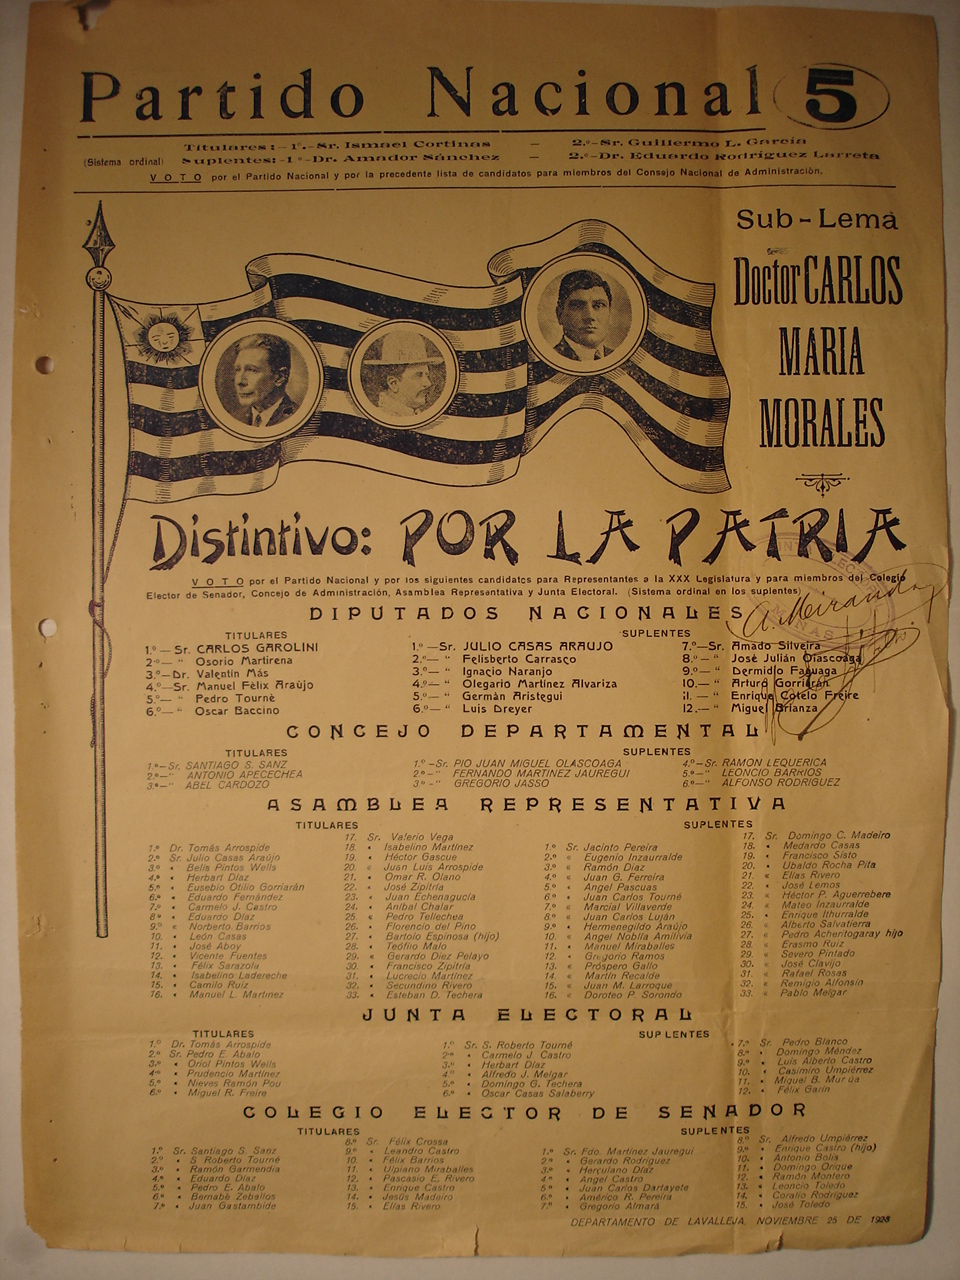 Partido Nacional 5
(Sistema ordinal)
Titulares: – 1º.–Sr. Ismael Cortinas – 2.º–Sr. Guillermo L. García
Suplentes: – 1º–Dr. Amador Sánchez – 2.º–Dr. Eduardo Rodríguez Larreta
VOTO por el Partido Nacional y por la precedente lista de candidatos para miembros del Consejo Nacional de Administración.
Sub-Lema
Doctor CARLOS
MARIA
MORALES
Distintivo: POR LA PATRIA
VOTO por el Partido Nacional y por los siguientes candidatos para Representantes a la XXX Legislatura y para miembros del Colegio
Elector de Senador, Concejo de Administración, Asamblea Representativa y Junta Electoral. (Sistema ordinal en los suplentes)
A. Miranda
DIPUTADOS NACIONALES
TITULARES
1.º— Sr. CARLOS GAROLINI
2º— “ Osorio Martirena
3.º—Dr. Valentín Más
4.º—Sr. Manuel Félix Araújo
5.º— “ Pedro Tourné
6.º— “ Oscar Baccino
SUPLENTES
1.º— Sr. JULIO CASAS ARAUJO
2.º— “ Felisberto Carrasco
3.º— “ Ignacio Naranjo
4.º— “ Olegario Martínez Alvariza
5.º— “ Germán Aristegui
6.º— “ Luis Dreyer
7.º—Sr. Amado Silveira
8.º— “ José Julián Olascoaga
9.º— “ Dermidio Faguaga
10.— “ Arturo Gorriarán
11.— “ Enrique Cotelo Freire
12.— “ Miguel Brianza
CONCEJO DEPARTAMENTAL
TITULARES
1.º–Sr. SANTIAGO S. SANZ
2.º–“ ANTONIO APECECHEA
3.º–“ ABEL CARDOZO
SUPLENTES
1.º–Sr. PIO JUAN MIGUEL OLASCOAGA
2.º–“ FERNANDO MARTINEZ JAUREGUI
3.º–“ GREGORIO JASSO
4.º–Sr. RAMON LEQUERICA
5.º–“ LEONCIO BARRIOS
6.º–“ ALFONSO RODRIGUEZ
ASAMBLEA REPRESENTATIVA
TITULARES
1.º Dr. Tomás Arrospide
2.º Sr. Julio Casas Araújo
3.º • Belis Pintos Wells
4.º • Herbart Díaz
5.º • Eusebio Otilio Gorriarán
6.º • Eduardo Fernández
7.º • Carmelo J. Castro
8º • Eduardo Díaz
9.º • Norberto Barrios
10. • León Casas
11. • José Aboy
12. • Vicente Fuentes
13. • Félix Sarazola
14. • Isabelino Ladereche
15. • Camilo Ruiz
16. • Manuel L. Martínez
17. Sr. Valerio Vega
18. • Isabelino Martínez
19. • Héctor Gascue
20. « Juan Luis Arrospide
21. • Omar R. Olano
22. • José Zipitría
23. • Juan Echenagucía
24. • Anibal Chalar
25. « Pedro Tellechea
26. • Florencio del Pino
27. • Bartolo Espinosa (hijo)
28. • Teófilo Malo
29. « Gerardo Diez Pelayo
30. • Francisco Zipitría
31. • Lucrecio Martínez
32. • Secundino Rivero
33. • Esteban D. Techera
SUPLENTES
1.º Sr. Jacinto Pereira
2.º « Eugenio Inzaurralde
3.º « Ramón Díaz
4.º « Juan G. Ferreira
5.º « Angel Pascuas
6.º « Juan Carlos Tourné
7.º « Marcial Villaverde
8.º « Juan Carlos Luján
9.º • Hermenegildo Araújo
10. « Angel Noblía Amilivia
11. • Manuel Miraballes
12. « Gregorio Ramos
13. • Próspero Gallo
14. « Martín Recalde
15. « Juan M. Larroque
16. « Doroteo P. Sorondo
17. Sr. Domingo C. Madeiro
18. • Medardo Casas
19. • Francisco Sisto
20. • Ubaldo Rocha Pita
21. « Elías Rivero
22. • José Lemos
23. « Héctor P. Aguerrebere
24. • Mateo Inzaurralde
25. • Enrique Ithurralde
26. « Alberto Salvatierra
27. « Pedro Acheritogaray hijo
28. « Erasmo Ruiz
29. « Severo Pintado
30. « José Clavijo
31. « Rafael Rosas
32. « Remigio Alfonsín
33. « Pablo Melgar
JUNTA ELECTORAL
TITULARES
1.º Dr. Tomás Arrospide
2.º Sr. Pedro E. Abalo
3.º • Oriol Pintos Wells
4º • Prudencio Martínez
5.º • Nieves Ramón Pou
6.º • Miguel R. Freire
SUPLENTES
1.º Sr. S. Roberto Tourné
2º • Carmelo J. Castro
3.º • Herbart Díaz
4º • Alfredo J. Melgar
5.º • Domingo G. Techera
6.º • Oscar Casas Salaberry
7.º Sr. Pedro Blanco
8.º • Domingo Méndez
9.º • Luis Alberto Castro
10. • Casimiro Umpiérrez
11. • Miguel B.
12. • Félix Garín
COLEGIO ELECTOR DE SENADOR
TITULARES
1.º Sr. Santiago S. Sanz
2.º • S Roberto Tourné
3.º • Ramón Garmendia
4.º • Eduardo Díaz
5.º • Pedro E. Abalo
6.º • Bernabé Zeballos
7.º • Juan Gastambide
8.º Sr. Félix Crossa
9.º • Leandro Castro
10. • Félix Barrios
11. • Ulpiano Miraballes
12. • Pascasio E. Rivero
13. • Enrique Castro
14. • Jesús Madeiro
15. • Elías Rivero
SUPLENTES
1.º Sr. Fdo. Martínez Jauregui
2.º • Gerardo Rodríguez
3.º • Herculano Díaz
4.º • Angel Castro
5.º • Juan Carlos Dartayete
6.º • Américo R. Pereira
7.º • Gregorio Almará
8.º Sr. Alfredo Umpiérrez
9.º • Enrique Castro (hijo)
10. • Antonio Bolis
11. • Domingo Orique
12. • Ramón Montero
13. • Leoncio Toledo
14. • Coralio Rodríguez
15. • José Toledo
DEPARTAMENTO DE LAVALLEJA, NOVIEMBRE 25 DE 1928